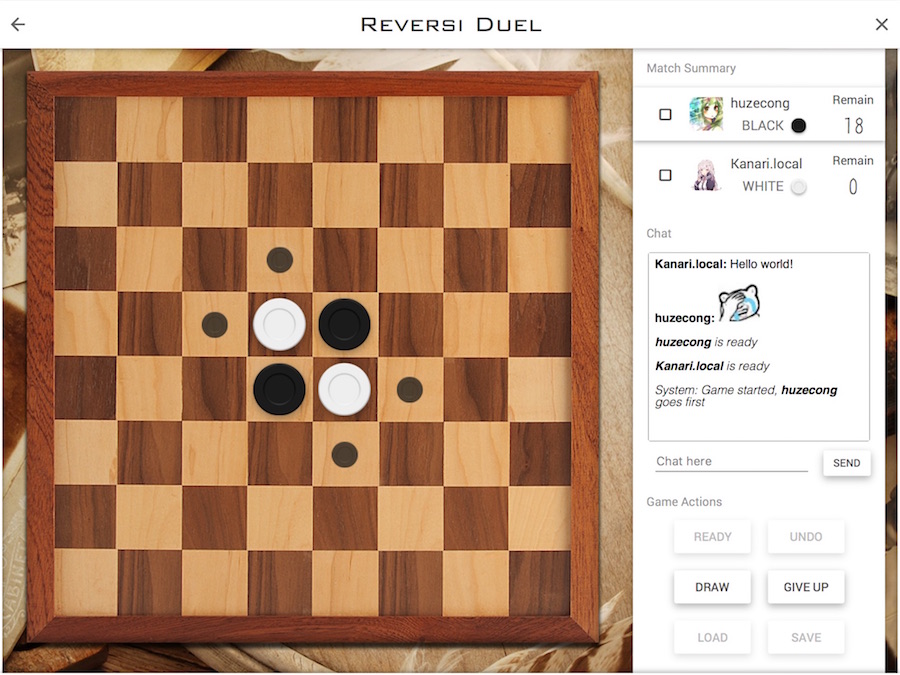 Reversi Duel
Match Summary
huzecong
BLACK
Remain
18
Kanari.local
WHITE
Remain
0
Chat
Kanari.local: Hello world!
huzecong:
huzecong is ready
Kanari.local is ready
System: Game started, huzecong
goes first
Chat here
SEND
Game Actions
READY
UNDO
DRAW
GIVE UP
LOAD
SAVE